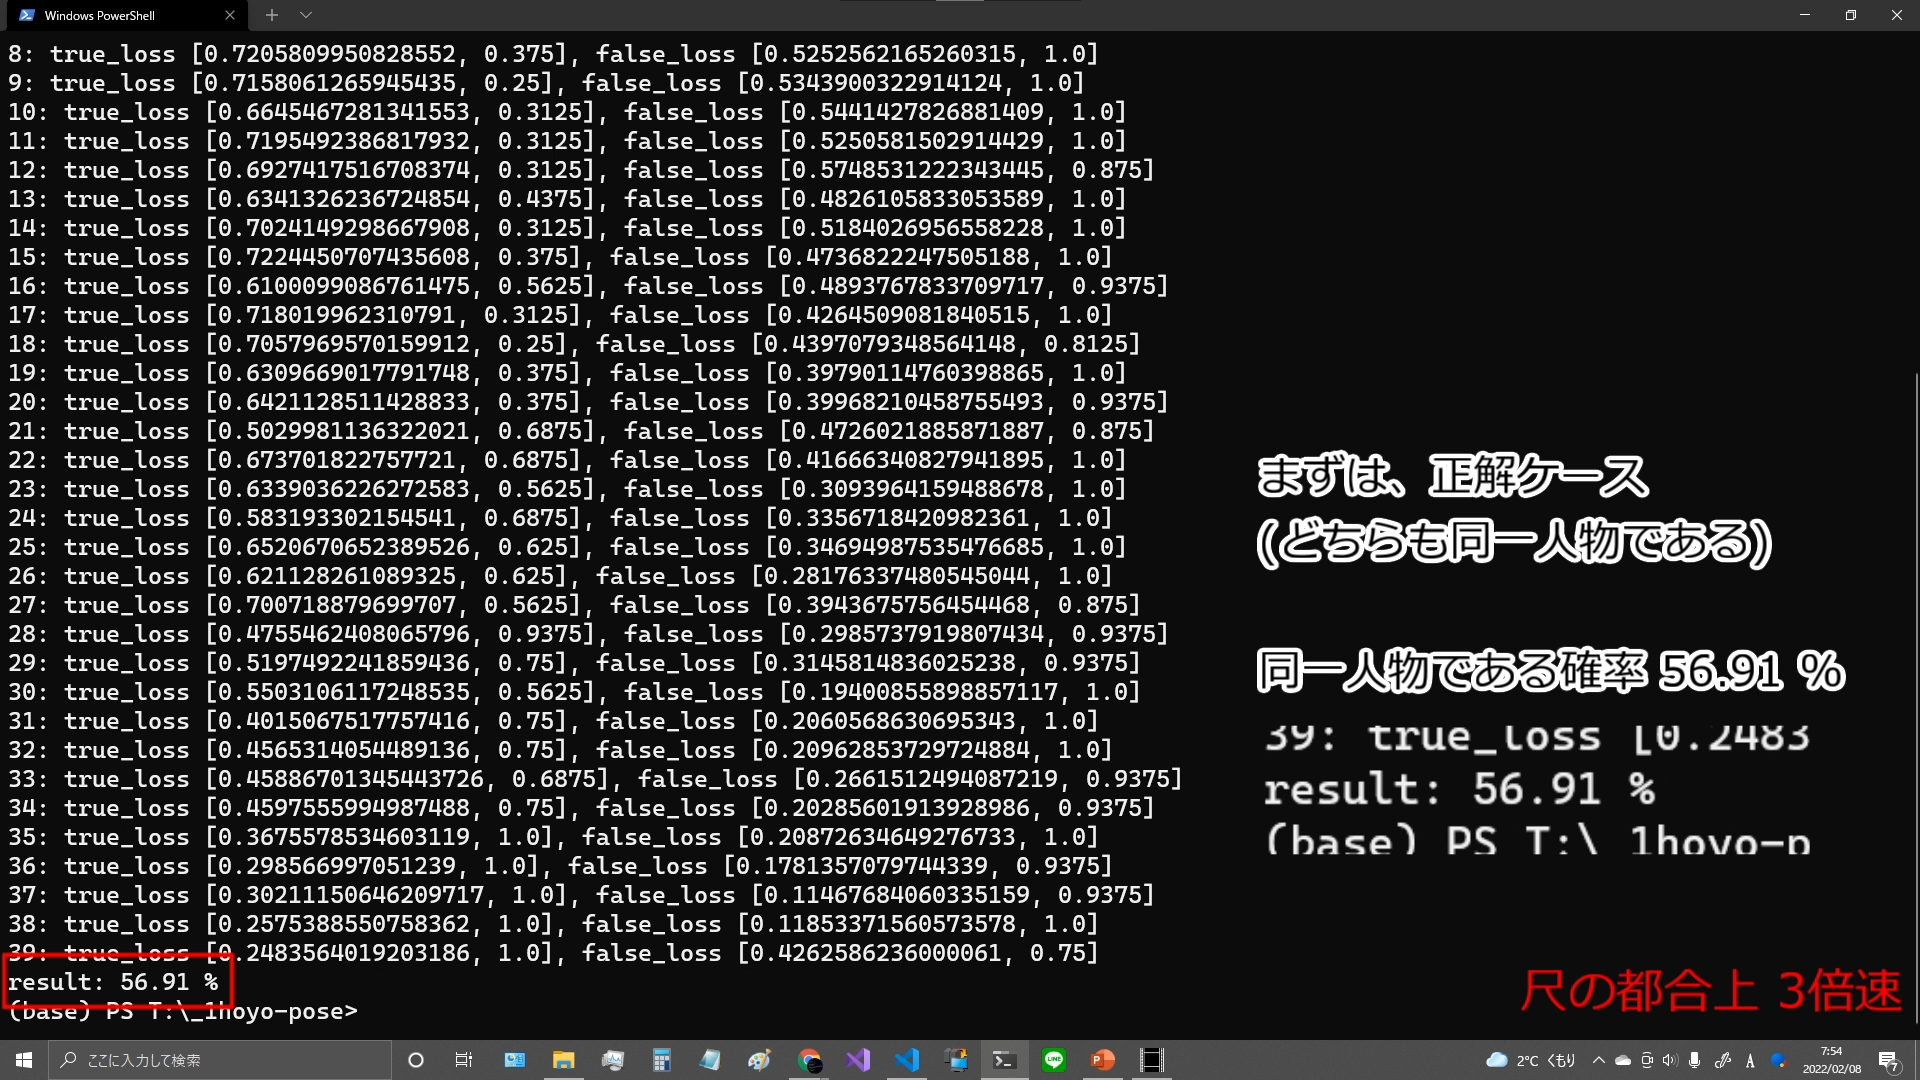 Windows PowerShell
8: true_loss [0.7205809950828552, 0.375], false_loss [0.5252562165260315, 1.0]
9: true_loss [0.7158061265945435, 0.25], false_loss [0.5343900322914124, 1.0]
10: true_loss [0.6645467281341553, 0.3125], false_loss [0.5441427826881409, 1.0]
11: true_loss [0.7195492386817932, 0.3125], false_loss [0.5250581502914429, 1.0]
12: true_loss [0.6927417516708374, 0.3125], false_loss [0.57485312223434​45, 0.875]
13: true_loss [0.6341326236724854, 0.4375], false_loss [0.4826105833053589, 1.0]
14: true_loss [0.7024149298667908, 0.3125], false_loss [0.5184026956558228, 1.0]
15: true_loss [0.7224450707435608, 0.375], false_loss [0.4736822247505188, 1.0]
16: true_loss [0.6100099086761475, 0.5625], false_loss [0.4893767833709717, 0.9375]
17: true_loss [0.718019962310791, 0.3125], false_loss [0.4264509081840515, 1.0]
18: true_loss [0.7057969570159912, 0.25], false_loss [0.4397079348564148, 0.8125]
19: true_loss [0.6309669017791748, 0.375], false_loss [0.39790114760398865, 1.0]
20: true_loss [0.6421128511428833, 0.375], false_loss [0.39968210458755493, 0.9375]
21: true_loss [0.5029981136322021, 0.6875], false_loss [0.4726021885871887, 0.875]
22: true_loss [0.673701822757721, 0.6875], false_loss [0.41666340827941895, 1.0]
23: true_loss [0.6339036226272583, 0.5625], false_loss [0.3093964159488678, 1.0]
24: true_loss [0.583193302154541, 0.6875], false_loss [0.3356718420982361, 1.0]
25: true_loss [0.6520670652389526, 0.625], false_loss [0.34694987535476685, 1.0]
26: true_loss [0.621128261089325, 0.625], false_loss [0.28176337480545044, 1.0]
27: true_loss [0.700718879699707, 0.5625], false_loss [0.3943675756454468, 0.875]
28: true_loss [0.47554624080657​96, 0.9375], false_loss [0.2985737919807434, 0.9375]
29: true_loss [0.5197492241859436, 0.75], false_loss [0.3145814836025238, 0.9375]
30: true_loss [0.5503106117248535, 0.5625], false_loss [0.19400855898857117, 1.0]
31: true_loss [0.4015067517757416, 0.75], false_loss [0.2060568630695343, 1.0]
32: true_loss [0.4565314054489136, 0.75], false_loss [0.20962853729724884, 1.0]
33: true_loss [0.45886701345443726, 0.6875], false_loss [0.2661512494087219, 0.9375]
34: true_loss [0.4597555994987488, 0.75], false_loss [0.20285601913928986, 0.9375]
35: true_loss [0.36755785346031​19, 1.0], false_loss [0.208726346492767​33, 1.0]
36: true_loss [0.298566997051239, 1.0], false_loss [0.1781357079744339, 0.9375]
37: true_loss [0.30211150646209717, 1.0], false_loss [0.11467684060335159, 0.9375]
38: true_loss [0.2575388550758362, 1.0], false_loss [0.11853371560573578, 1.0]
39: true_loss [0.2483564019203186, 1.0], false_loss [0.4262586236000061, 0.75]
result: 56.91 %
(base) PS T:\_1hoyo-pose>
まずは、正解ケース
(どちらも同一人物である)
同一人物である確率 56.91 %
39: true_loss [0.2483
result: 56.91 %
(base) PS T:\_1hoyo-p
尺の都合上 3倍速
ここに入力して検索
LINE
2°C くもり
A
7:54
2022/02/08
7